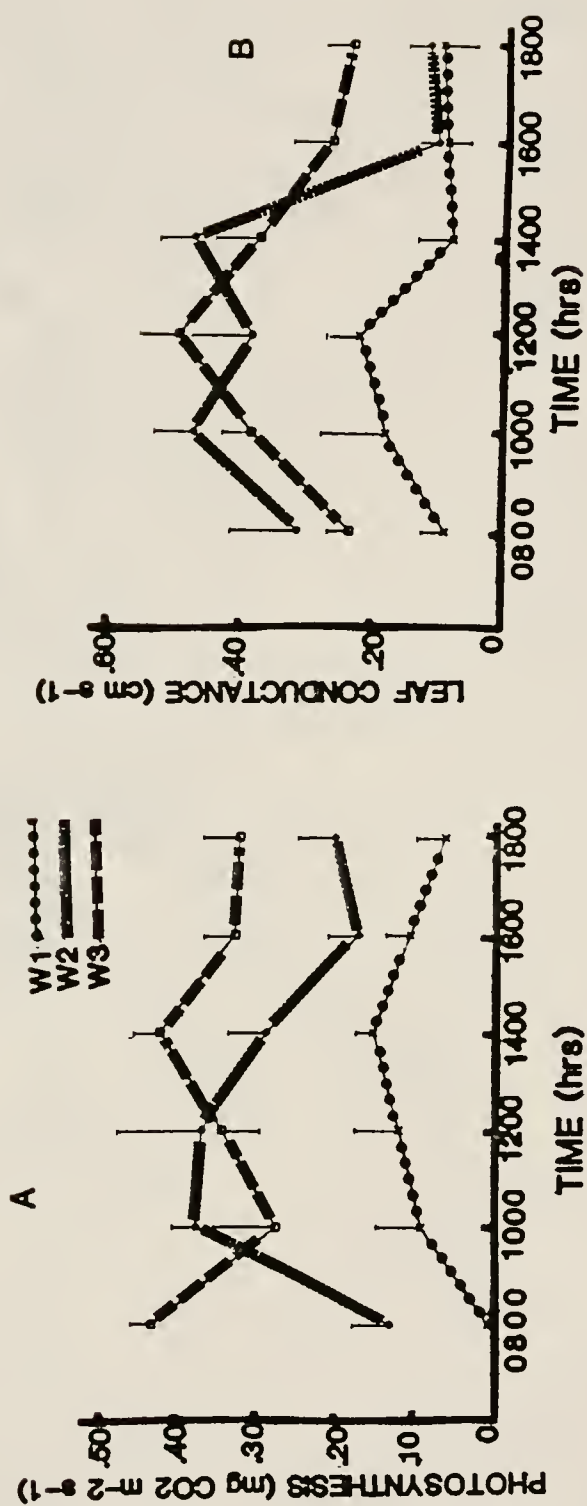 A
W1
W2
W3
PHOTOSYNTHESIS (mg CO2 m-2 s-1)
.50
.40
.30
.20
.10
0
0800 1000 1200 1400 1600 1800
TIME (hrs)
B
LEAF CONDUCTANCE (cm s-1)
.60
.40
.20
0
0800 1000 1200 1400 1600 1800
TIME (hrs)